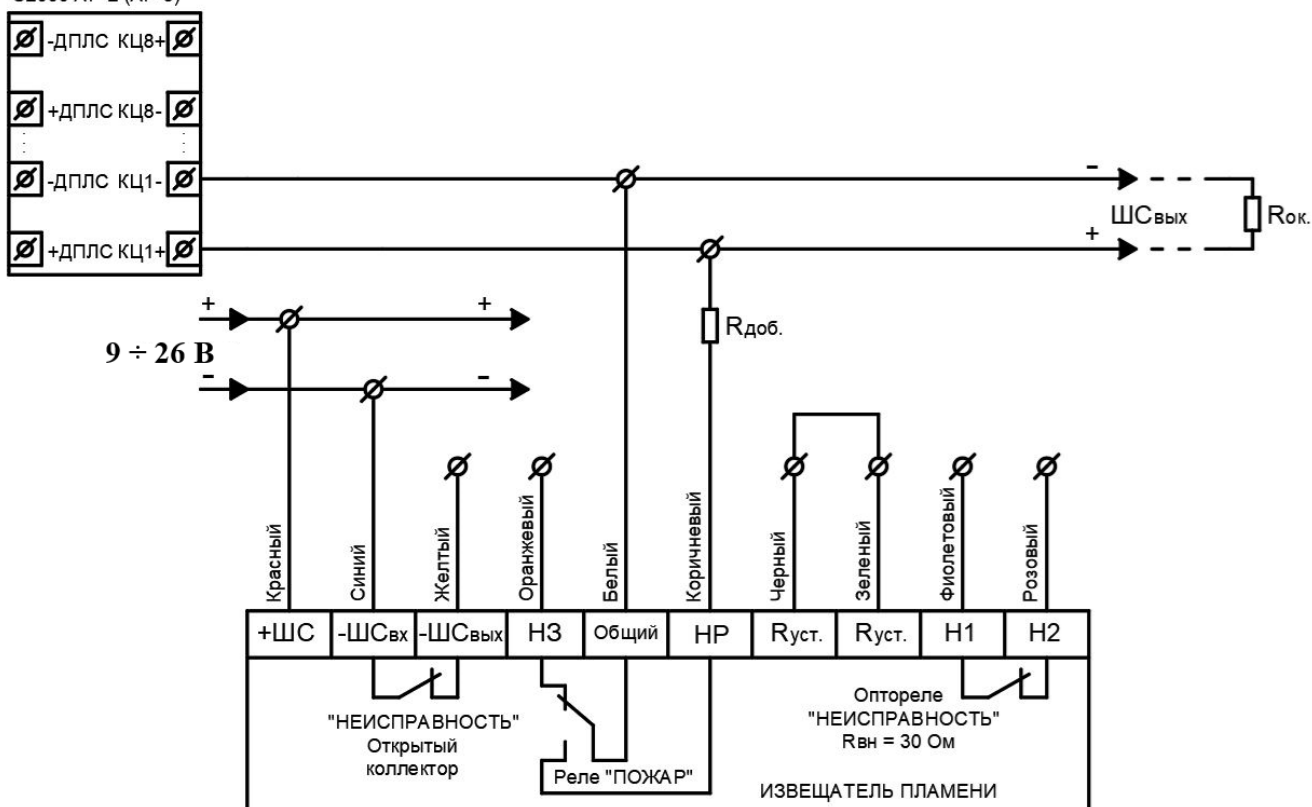 -ДПЛС КЦ8+
+ДПЛС КЦ8-
-ДПЛС КЦ1-
+ДПЛС КЦ1+
-
ШСвых
+
Rок.
+ +
9 ÷ 26 В
- -
Rдоб.
Красный
Синий
Желтый
Оранжевый
Белый
Коричневый
Черный
Зеленый
Фиолетовый
Розовый
+ШС -ШСвх -ШСвых НЗ Общий НР Rуст. Rуст. Н1 Н2
"НЕИСПРАВНОСТЬ"
Открытый
коллектор
Реле "ПОЖАР"
Оптореле
"НЕИСПРАВНОСТЬ"
Rвн = 30 Ом
ИЗВЕЩАТЕЛЬ ПЛАМЕНИ